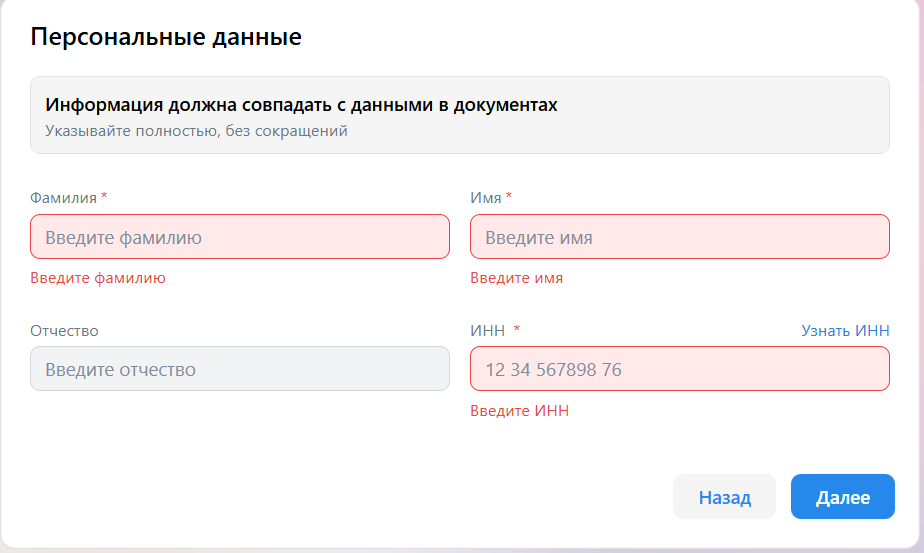 Персональные данные
Информация должна совпадать с данными в документах
Указывайте полностью, без сокращений
Фамилия *
Имя *
Введите фамилию
Введите имя
Введите фамилию
Введите имя
Отчество
ИНН *
Узнать ИНН
Введите отчество
12 34 567898 76
Введите ИНН
Назад
Далее